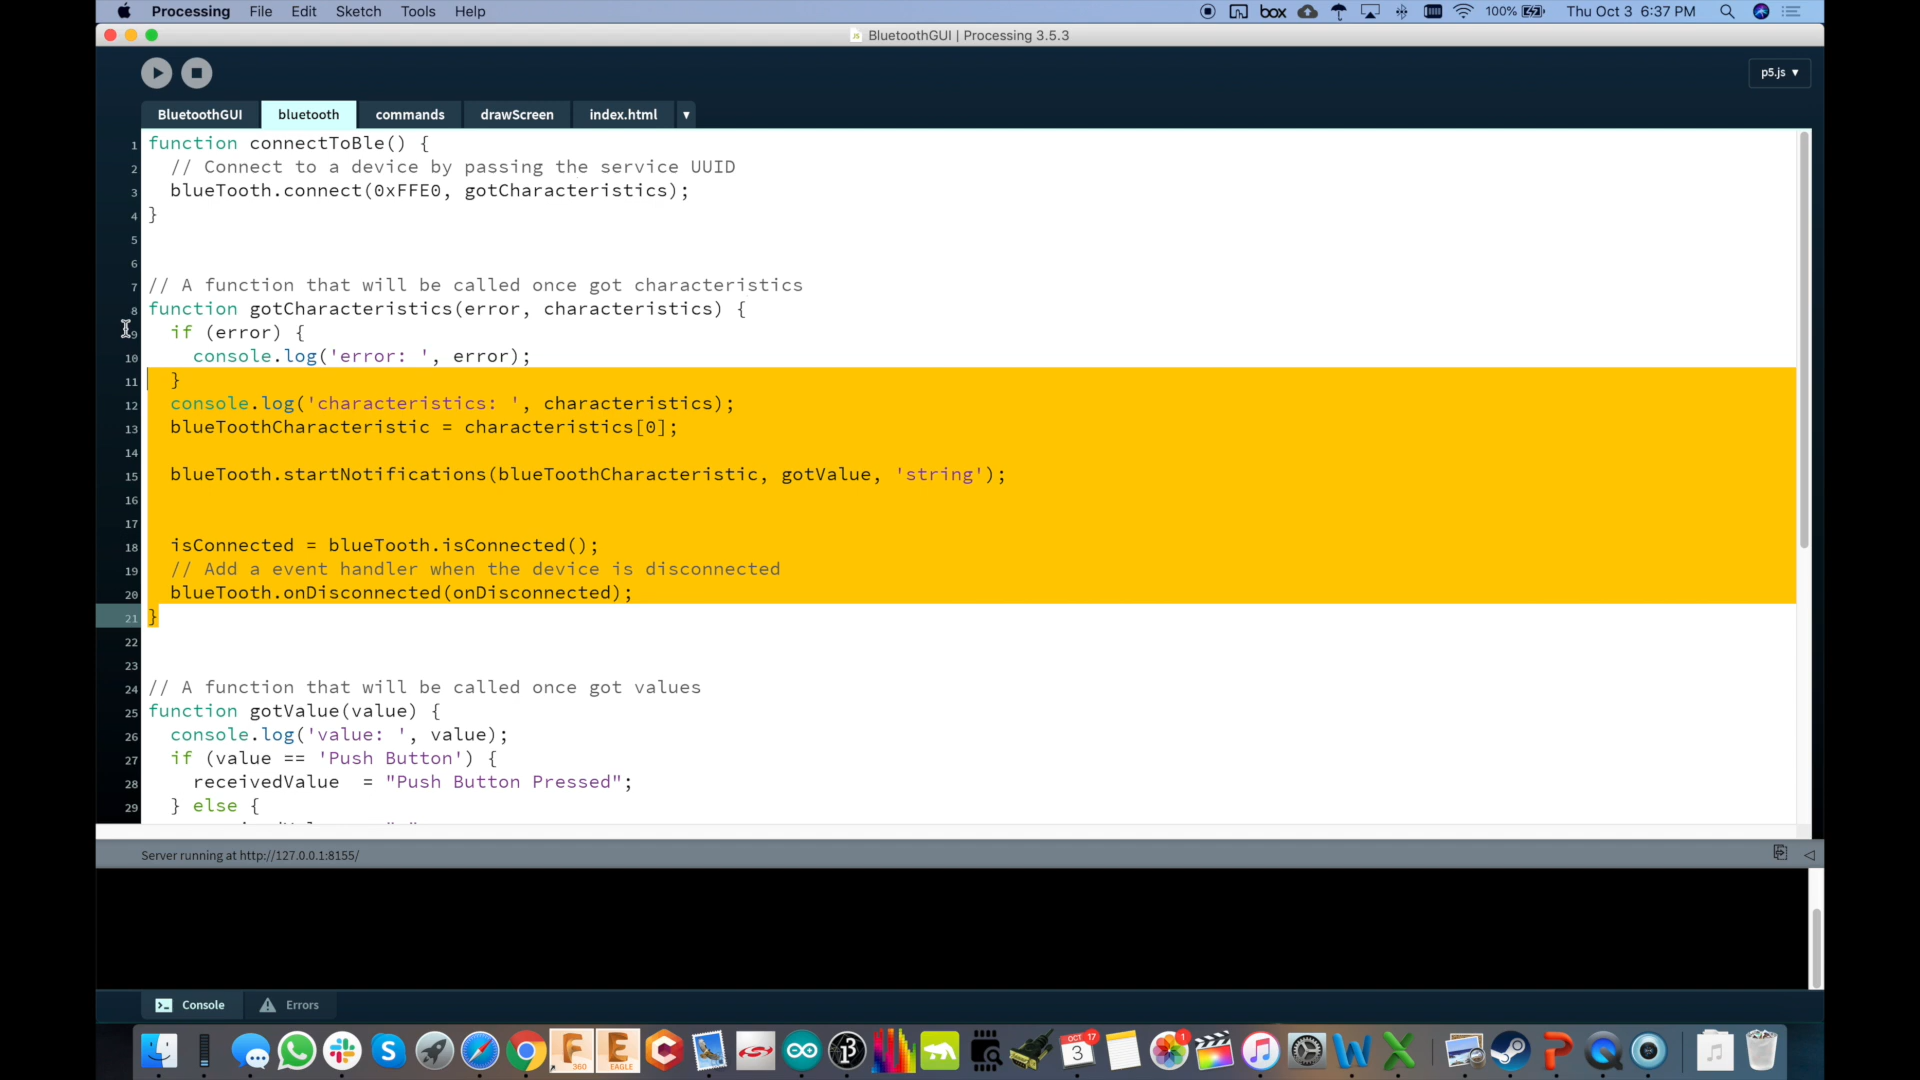 Processing File Edit Sketch Tools Help box 100% Thu Oct 3 6:37 PM
BluetoothGUI | Processing 3.5.3
p5.js ▾
BluetoothGUI bluetooth commands drawScreen index.html ▾
1 function connectToBle() {
2 // Connect to a device by passing the service UUID
3 blueTooth.connect(0xFFE0, gotCharacteristics);
4 }
5
6
7 // A function that will be called once got characteristics
8 function gotCharacteristics(error, characteristics) {
9 if (error) {
10 console.log('error: ', error);
11 }
12 console.log('characteristics: ', characteristics);
13 blueToothCharacteristic = characteristics[0];
14
15 blueTooth.startNotifications(blueToothCharacteristic, gotValue, 'string');
16
17
18 isConnected = blueTooth.isConnected();
19 // Add a event handler when the device is disconnected
20 blueTooth.onDisconnected(onDisconnected);
21 }
22
23
24 // A function that will be called once got values
25 function gotValue(value) {
26 console.log('value: ', value);
27 if (value == 'Push Button') {
28 receivedValue  = "Push Button Pressed";
29 } else {
Server running at http://127.0.0.1:8155/
Console Errors
F 360 E EAGLE OCT 3 17 1